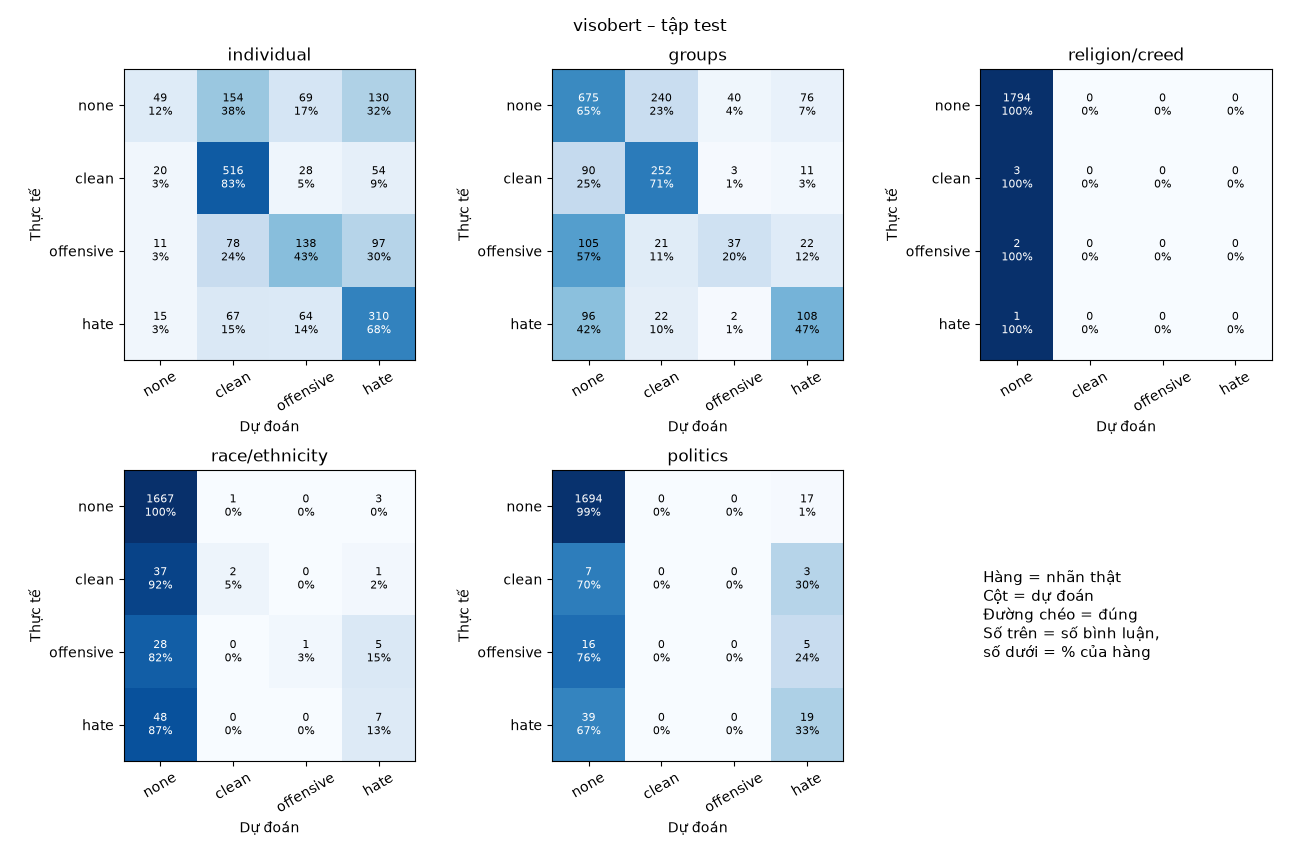 visobert – tập test
individual
groups
religion/creed
none
49 154 69 130
12% 38% 17% 32%
clean
20 516 28 54
3% 83% 5% 9%
offensive
11 78 138 97
3% 24% 43% 30%
hate
15 67 64 310
3% 15% 14% 68%
none clean offensive hate
Dự đoán
Thực tế
none
675 240 40 76
65% 23% 4% 7%
clean
90 252 3 11
25% 71% 1% 3%
offensive
105 21 37 22
57% 11% 20% 12%
hate
96 22 2 108
42% 10% 1% 47%
none clean offensive hate
Dự đoán
Thực tế
none
1794 0 0 0
100% 0% 0% 0%
clean
3 0 0 0
100% 0% 0% 0%
offensive
2 0 0 0
100% 0% 0% 0%
hate
1 0 0 0
100% 0% 0% 0%
none clean offensive hate
Dự đoán
Thực tế
race/ethnicity
politics
none
1667 1 0 3
100% 0% 0% 0%
clean
37 2 0 1
92% 5% 0% 2%
offensive
28 0 1 5
82% 0% 3% 15%
hate
48 0 0 7
87% 0% 0% 13%
none clean offensive hate
Dự đoán
Thực tế
none
1694 0 0 17
99% 0% 0% 1%
clean
7 0 0 3
70% 0% 0% 30%
offensive
16 0 0 5
76% 0% 0% 24%
hate
39 0 0 19
67% 0% 0% 33%
none clean offensive hate
Dự đoán
Thực tế
Hàng = nhãn thật
Cột = dự đoán
Đường chéo = đúng
Số trên = số bình luận,
số dưới = % của hàng